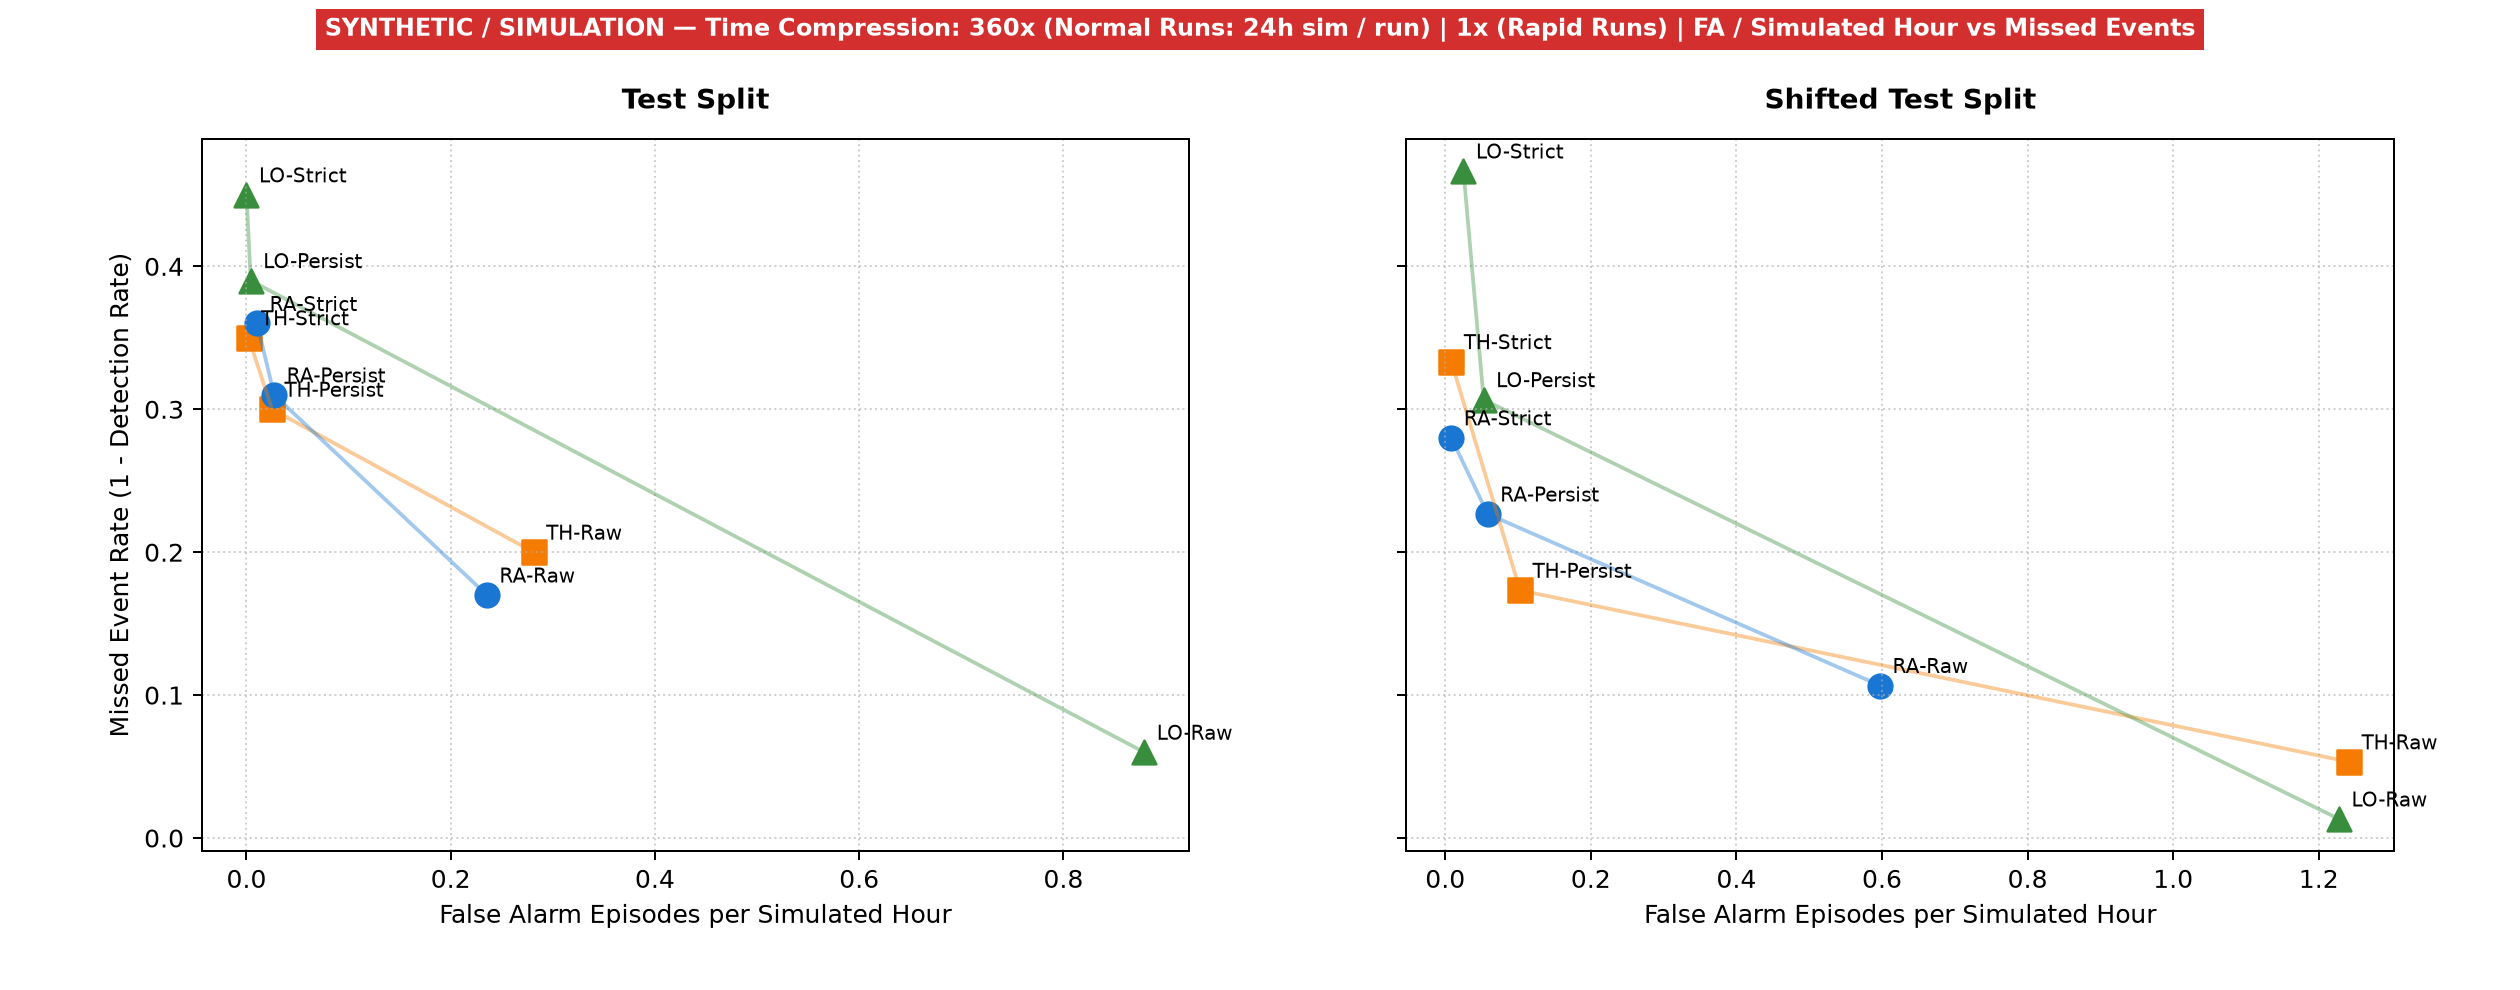 SYNTHETIC / SIMULATION — Time Compression: 360x (Normal Runs: 24h sim / run) | 1x (Rapid Runs) | FA / Simulated Hour vs Missed Events
Test Split
Missed Event Rate (1 - Detection Rate)
0.4
0.3
0.2
0.1
0.0
LO-Strict
LO-Persist
RA-Strict
TH-Strict
RA-Persist
TH-Persist
TH-Raw
RA-Raw
LO-Raw
0.0 0.2 0.4 0.6 0.8
False Alarm Episodes per Simulated Hour
Shifted Test Split
LO-Strict
TH-Strict
LO-Persist
RA-Strict
RA-Persist
TH-Persist
RA-Raw
TH-Raw
LO-Raw
0.0 0.2 0.4 0.6 0.8 1.0 1.2
False Alarm Episodes per Simulated Hour